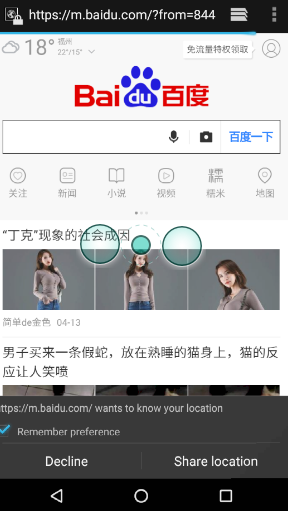 https://m.baidu.com/?from=844
18° 福州 22°/15°
免流量特权领取
Bai du 百度
百度一下
关注 新闻 小说 视频 糯米 糯米 地图
“丁克”现象的社会成因
简单de金色 04-13
男子买来一条假蛇，放在熟睡的猫身上，猫的反
应让人笑喷
https://m.baidu.com/ wants to know your location
Remember preference
Decline Share location